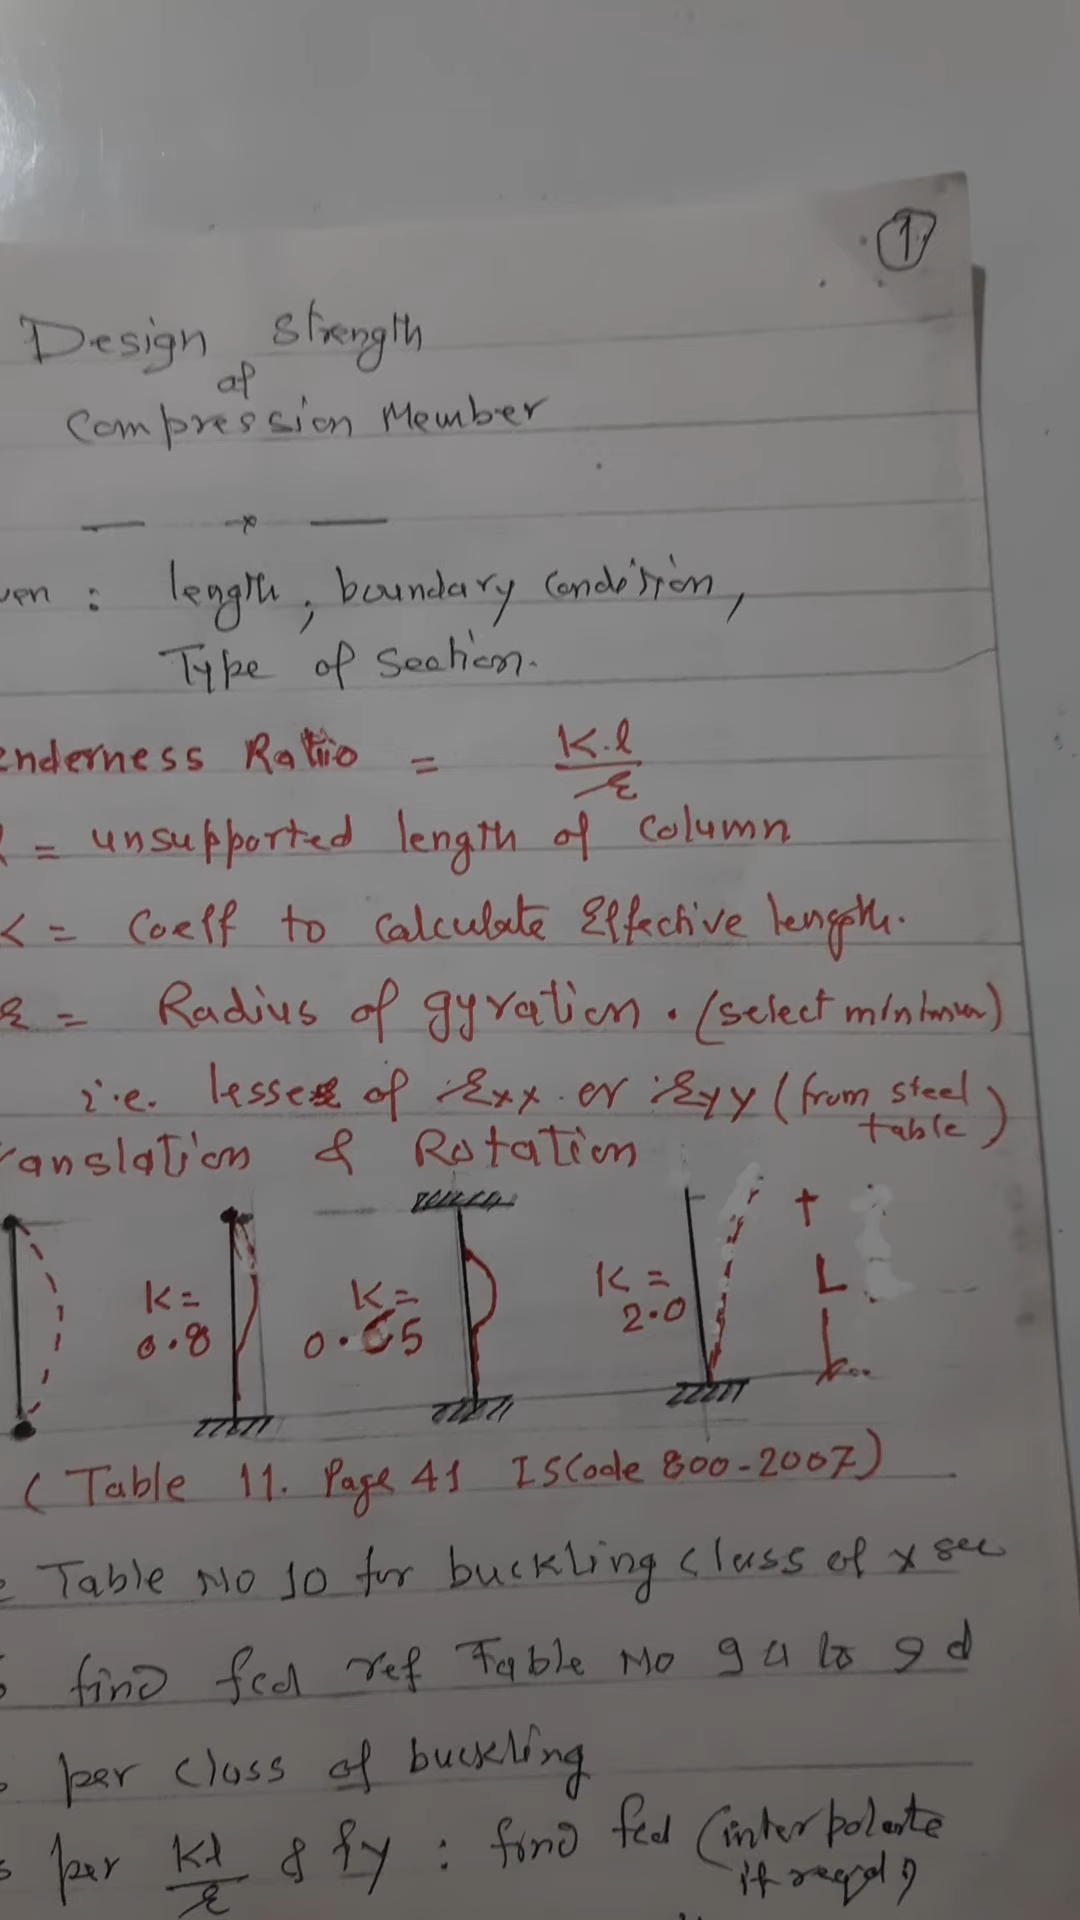 1
Design Strength
of
Compression Member
— x —
ven : length, boundary condition,
Type of section.
enderness Ratio = K.l / r
l = unsupported length of column
K = Coeff to calculate Effective length.
r = Radius of gyration. (select minimum)
i.e. lesser of rxx or ryy (from steel table)
ranslation & Rotation
K = 0.8
K = 0.65
K = 2.0
L
(Table 11. Page 41 IS Code 800-2007)
Table No 10 for buckling class of x sec
find fcd ref Table No 9a to 9d
per class of buckling
per Kl / r & fy : find fcd (interpolate if reqd)